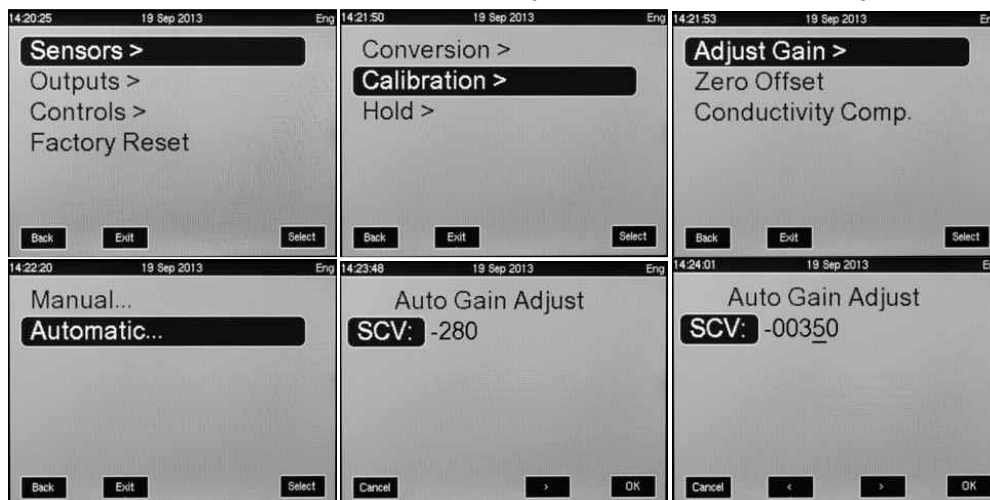 14:20:25 19 Sep 2013 Eng
Sensors >
Outputs >
Controls >
Factory Reset
Back Exit Select
14:21:50 19 Sep 2013 Eng
Conversion >
Calibration >
Hold >
Back Exit Select
14:21:53 19 Sep 2013 En
Adjust Gain >
Zero Offset
Conductivity Comp.
Back Exit Select
14:22:20 19 Sep 2013 Eng
Manual...
Automatic...
Back Exit Select
14:23:48 19 Sep 2013 Eng
Auto Gain Adjust
SCV: -280
Cancel > OK
14:24:01 19 Sep 2013 E
Auto Gain Adjust
SCV: -00350
Cancel < > OK